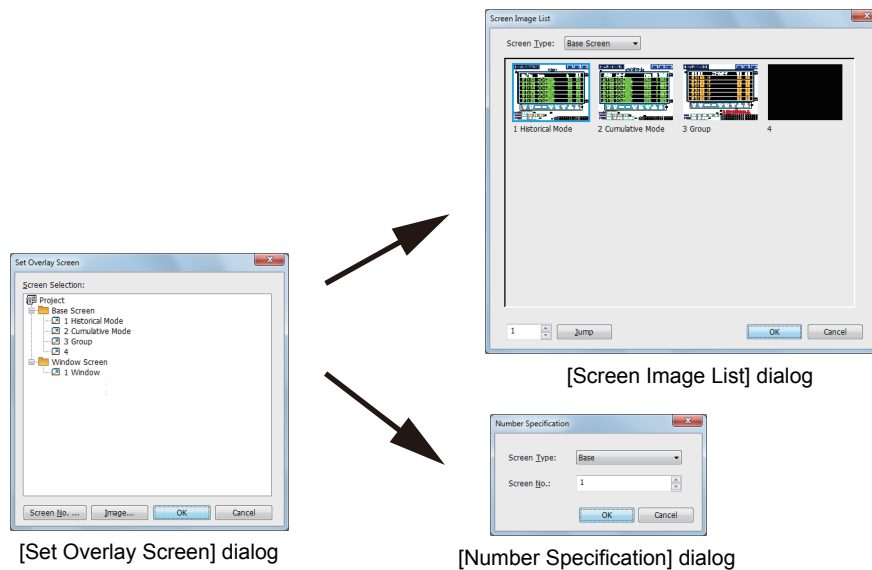 Screen Image List
Screen Type: Base Screen
1 Historical Mode 2 Cumulative Mode 3 Group 4
1 Jump OK Cancel
[Screen Image List] dialog
Set Overlay Screen
Screen Selection:
Project
Base Screen
1 Historical Mode
2 Cumulative Mode
3 Group
4
Window Screen
1 Window
Screen No. ... Image... OK Cancel
[Set Overlay Screen] dialog
Number Specification
Screen Type: Base
Screen No.: 1
OK Cancel
[Number Specification] dialog